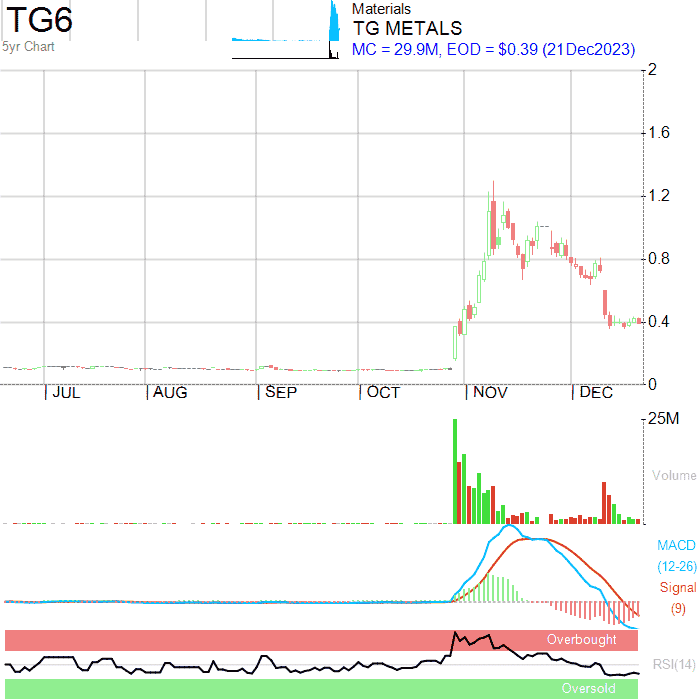 TG6
5yr Chart
Materials
TG METALS
MC = 29.9M, EOD = $0.39 (21Dec2023)
2
1.6
1.2
0.8
0.4
0
JUL AUG SEP OCT NOV DEC
25M
Volume
MACD
(12-26)
Signal
(9)
Overbought
RSI(14)
Oversold